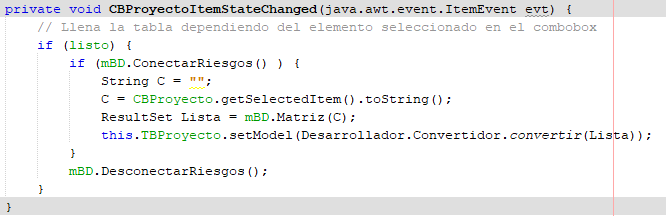 private void CBProyectoItemStateChanged(java.awt.event.ItemEvent evt) {
// Llena la tabla dependiendo del elemento seleccionado en el combobox
if (listo) {
if (mBD.ConectarRiesgos() ) {
String C = "";
C = CBProyecto.getSelectedItem().toString();
ResultSet Lista = mBD.Matriz(C);
this.TBProyecto.setModel(Desarrollador.Convertidor.convertir(Lista));
}
mBD.DesconectarRiesgos();
}
}